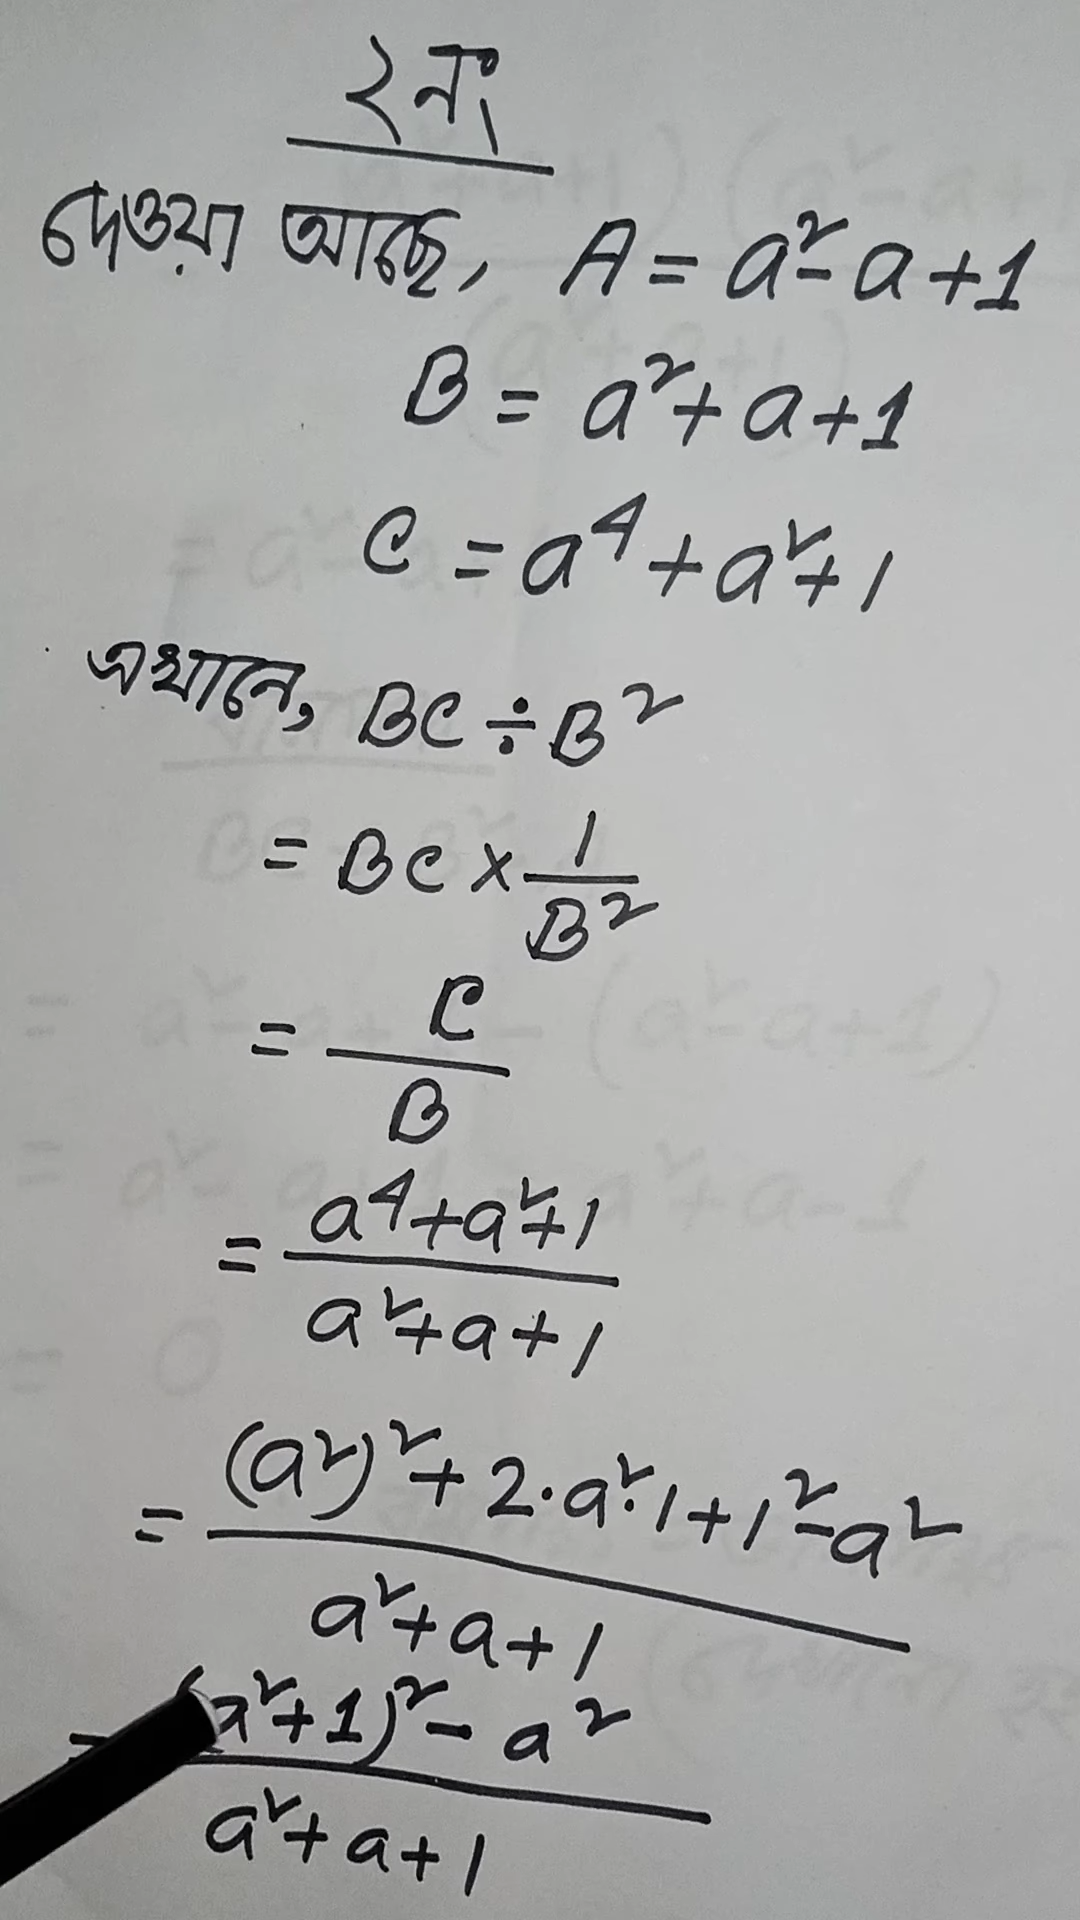 ২নং
দেওয়া আছে, A = a² - a + 1
B = a² + a + 1
C = a⁴ + a² + 1
এখানে, BC ÷ B²
= BC × 1/B²
= C/B
= (a⁴ + a² + 1)/(a² + a + 1)
= ((a²)² + 2·a²·1 + 1² - a²)/(a² + a + 1)
= ((a² + 1)² - a²)/(a² + a + 1)